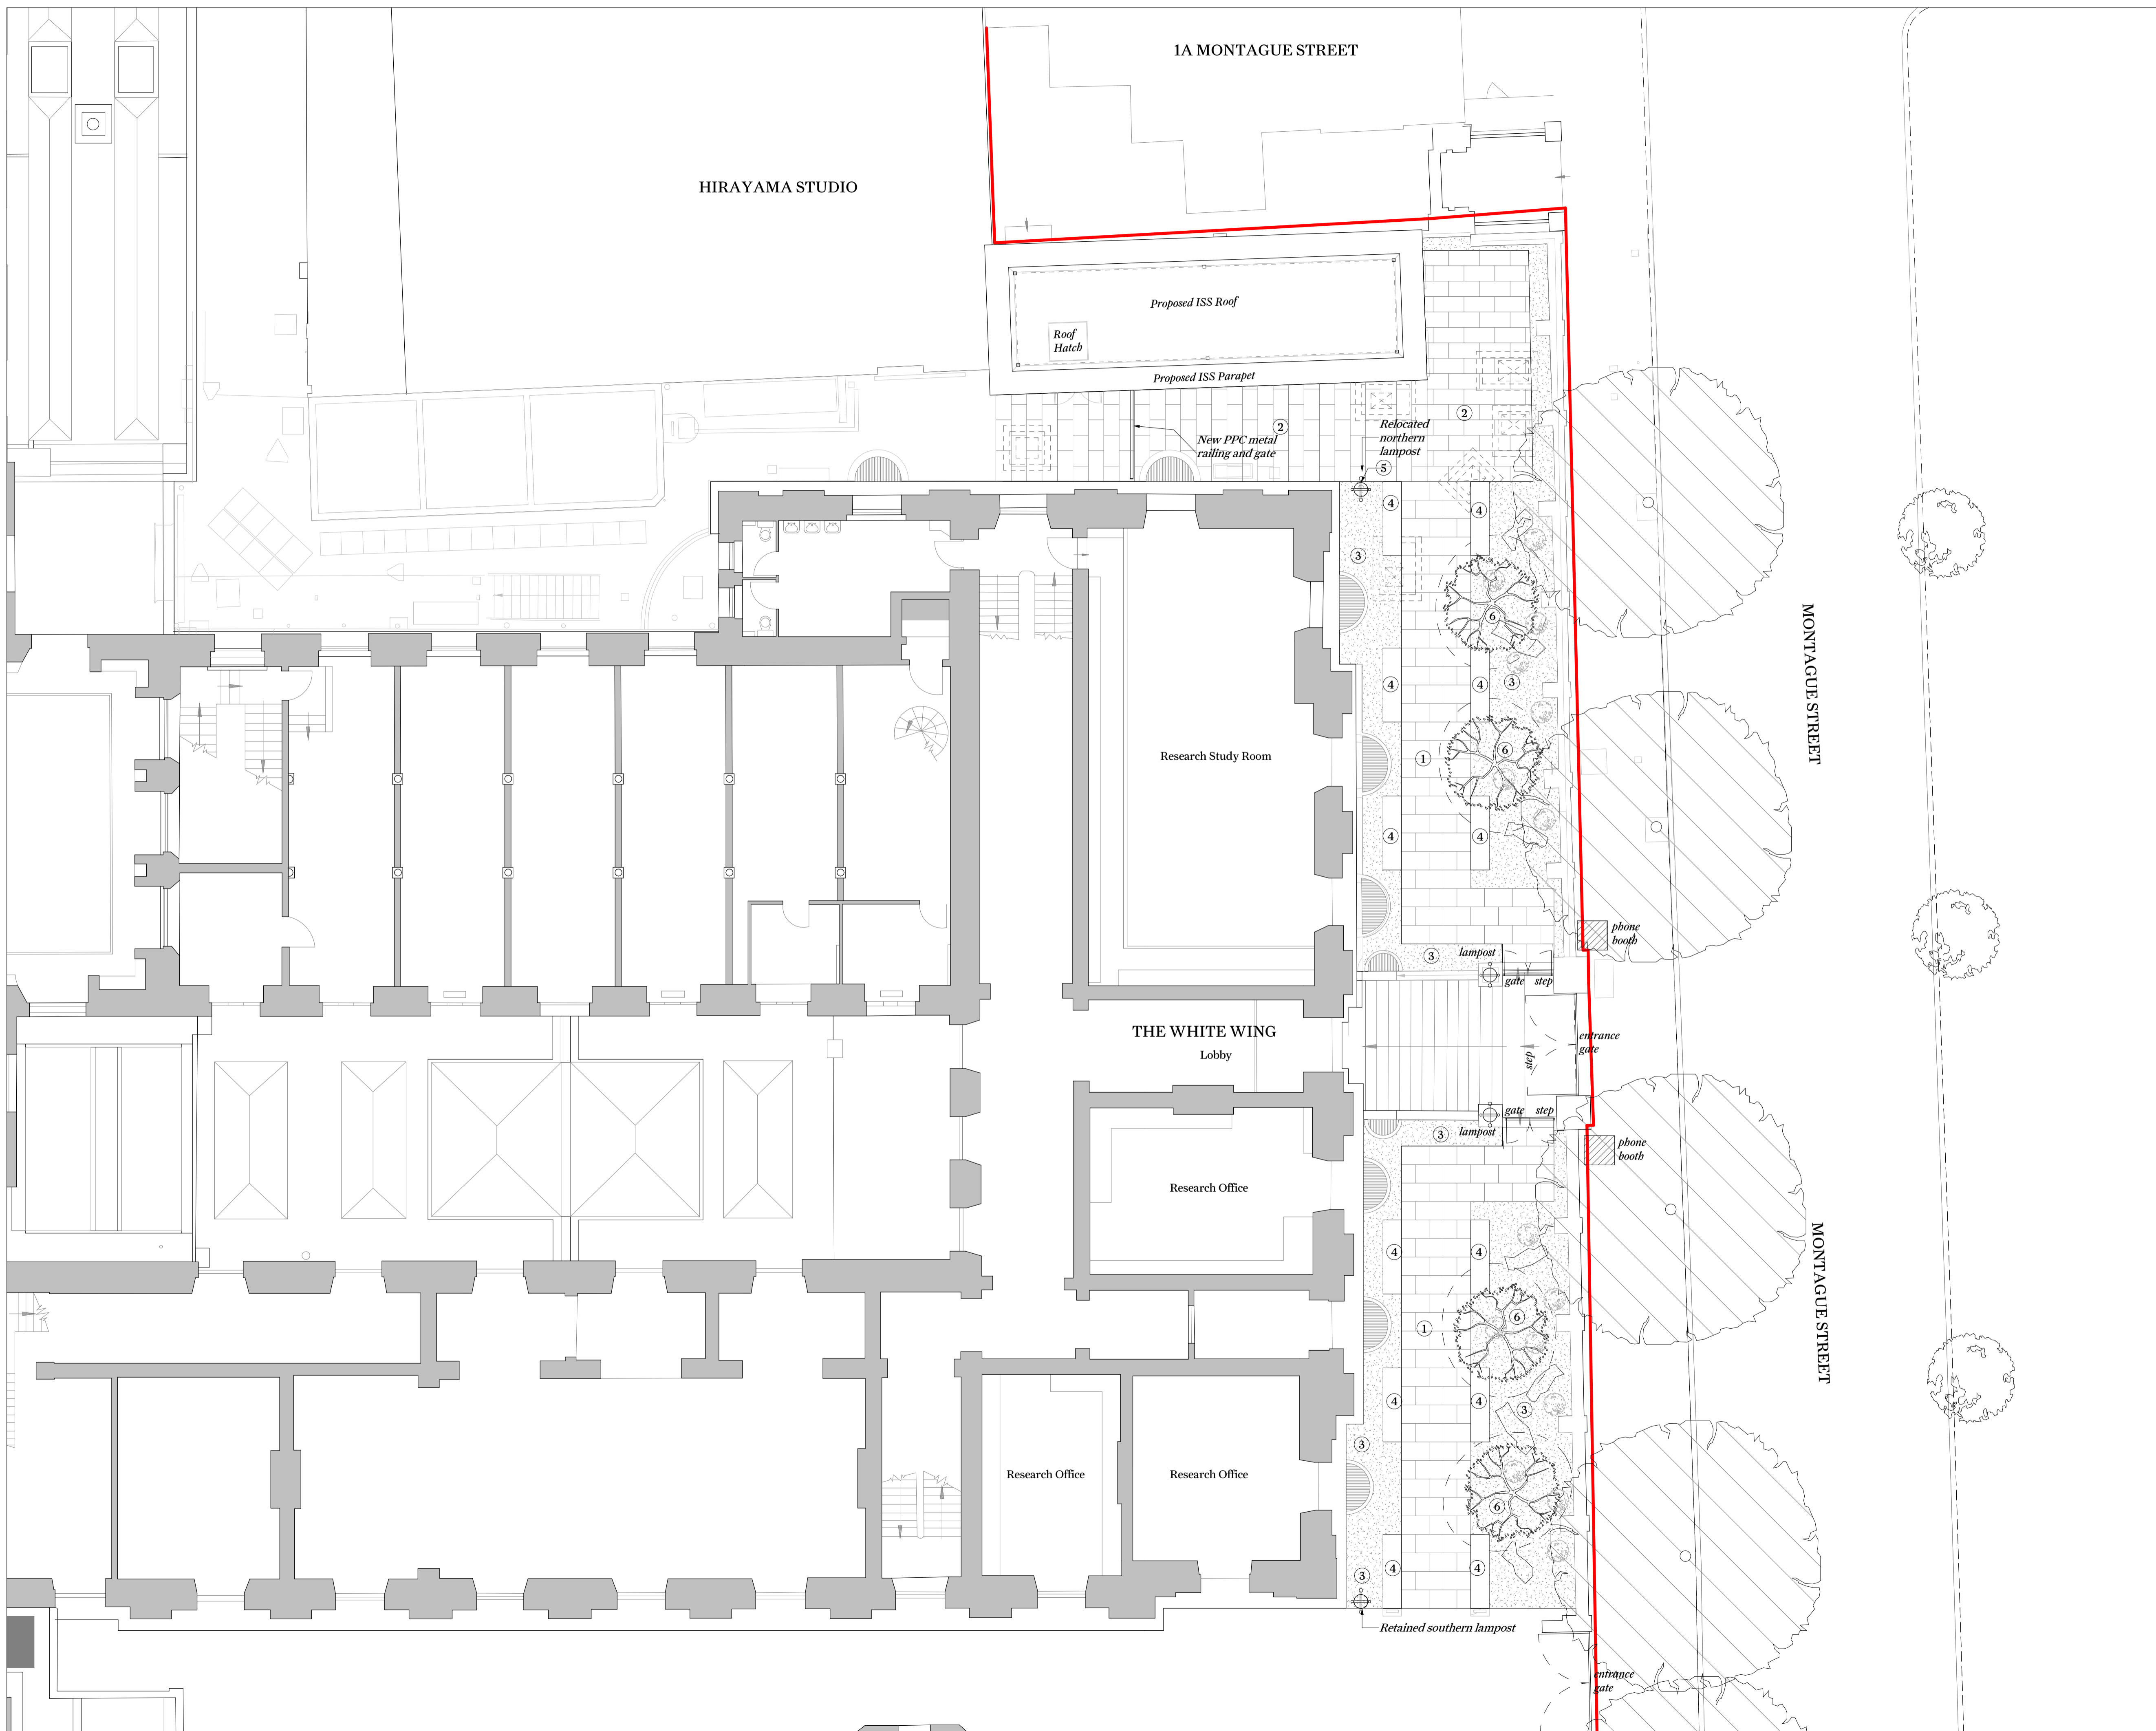 1A MONTAGUE STREET
HIRAYAMA STUDIO
Proposed ISS Roof
Roof
Hatch
Proposed ISS Parapet
2
2
New PPC metal
railing and gate
Relocated
northern
lampost
5
4
4
3
6
MONTAGUE STREET
4
4
3
Research Study Room
1
6
4
4
phone
booth
3
lampost
gate
step
THE WHITE WING
Lobby
entrance
gate
step
gate
step
3
lampost
phone
booth
Research Office
4
4
MONTAGUE STREET
1
6
4
4
3
3
Research Office
Research Office
6
4
4
3
Retained southern lampost
entrance
gate